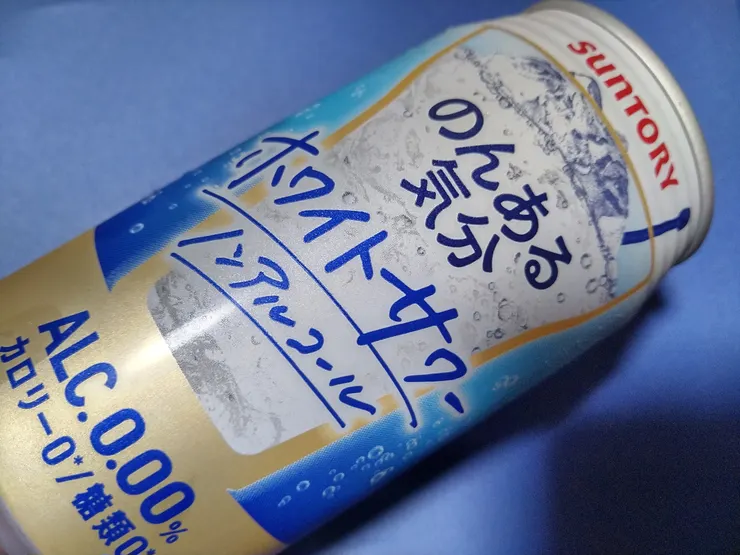 SUNTORY
のんある
気分
ホワイトサワー
ノンアルコール
ALC.0.00%
カロリー0*/糖類0*